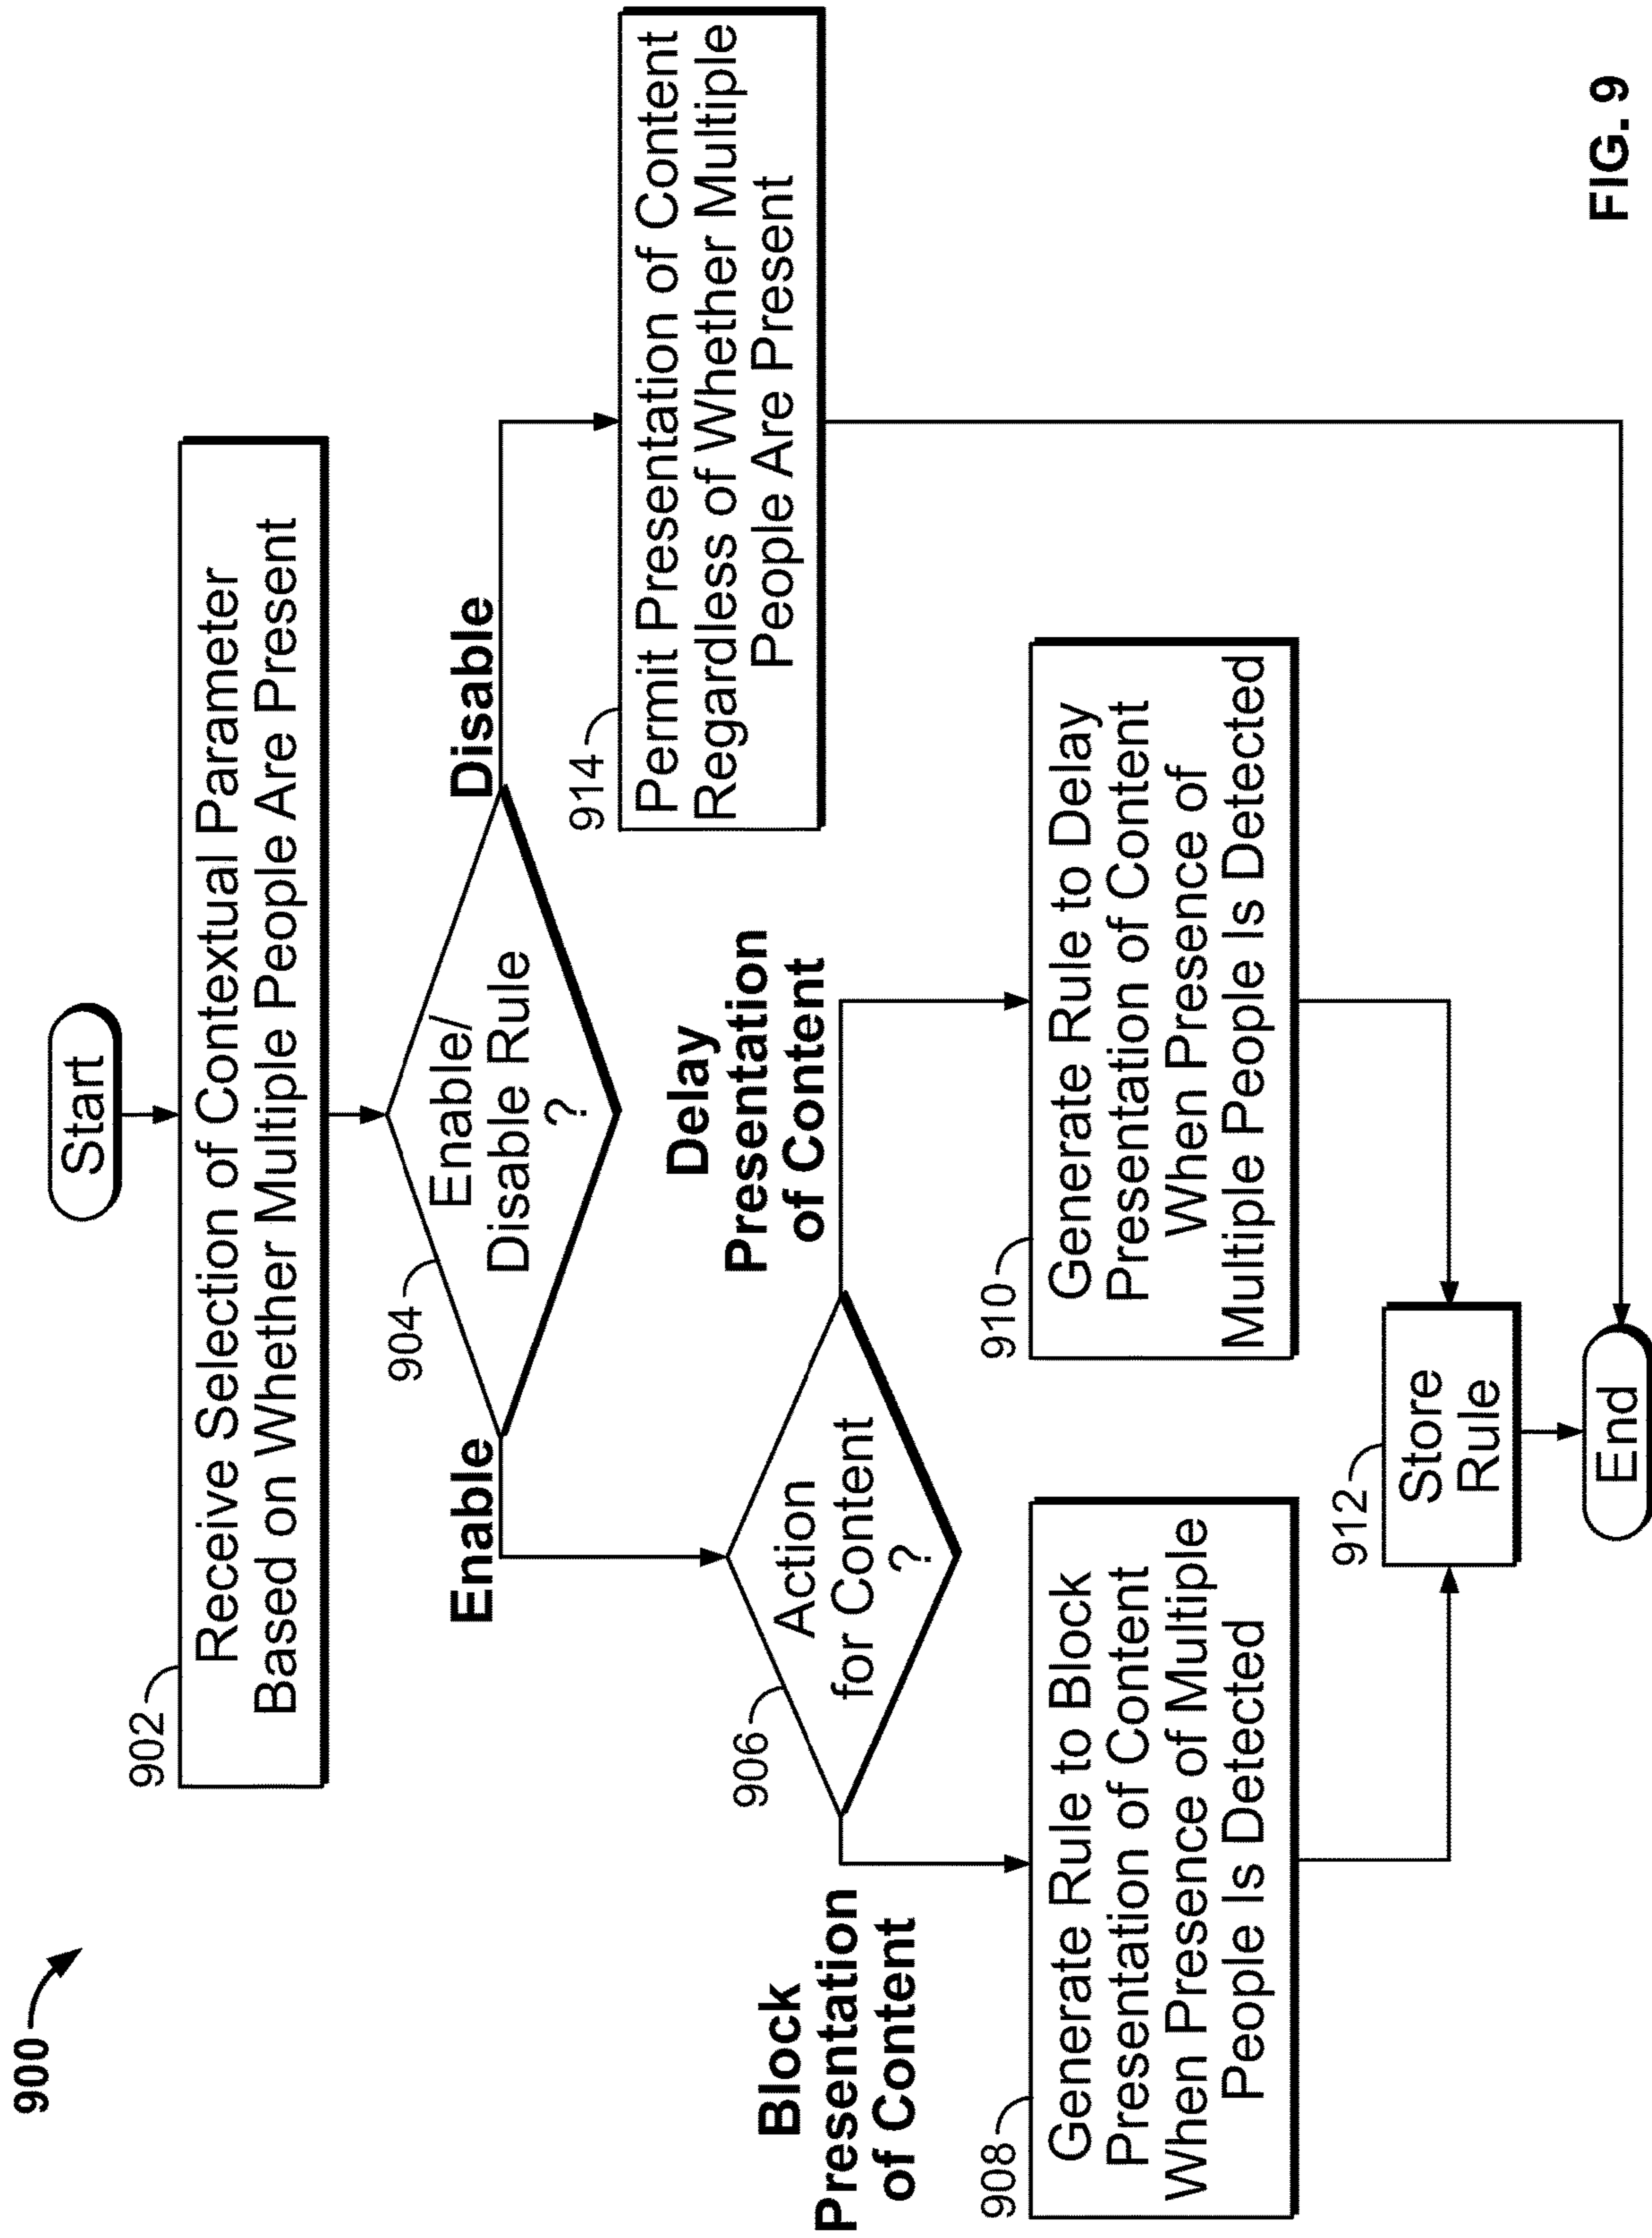 900
Start
902
Receive Selection of Contextual Parameter
Based on Whether Multiple People Are Present
904
Enable/
Disable Rule
?
Enable
Disable
906
Action
for Content
?
Block
Presentation
of Content
Delay
Presentation
of Content
914
Permit Presentation of Content
Regardless of Whether Multiple
People Are Present
908
Generate Rule to Block
Presentation of Content
When Presence of Multiple
People Is Detected
910
Generate Rule to Delay
Presentation of Content
When Presence of
Multiple People Is Detected
912
Store
Rule
End
FIG. 9